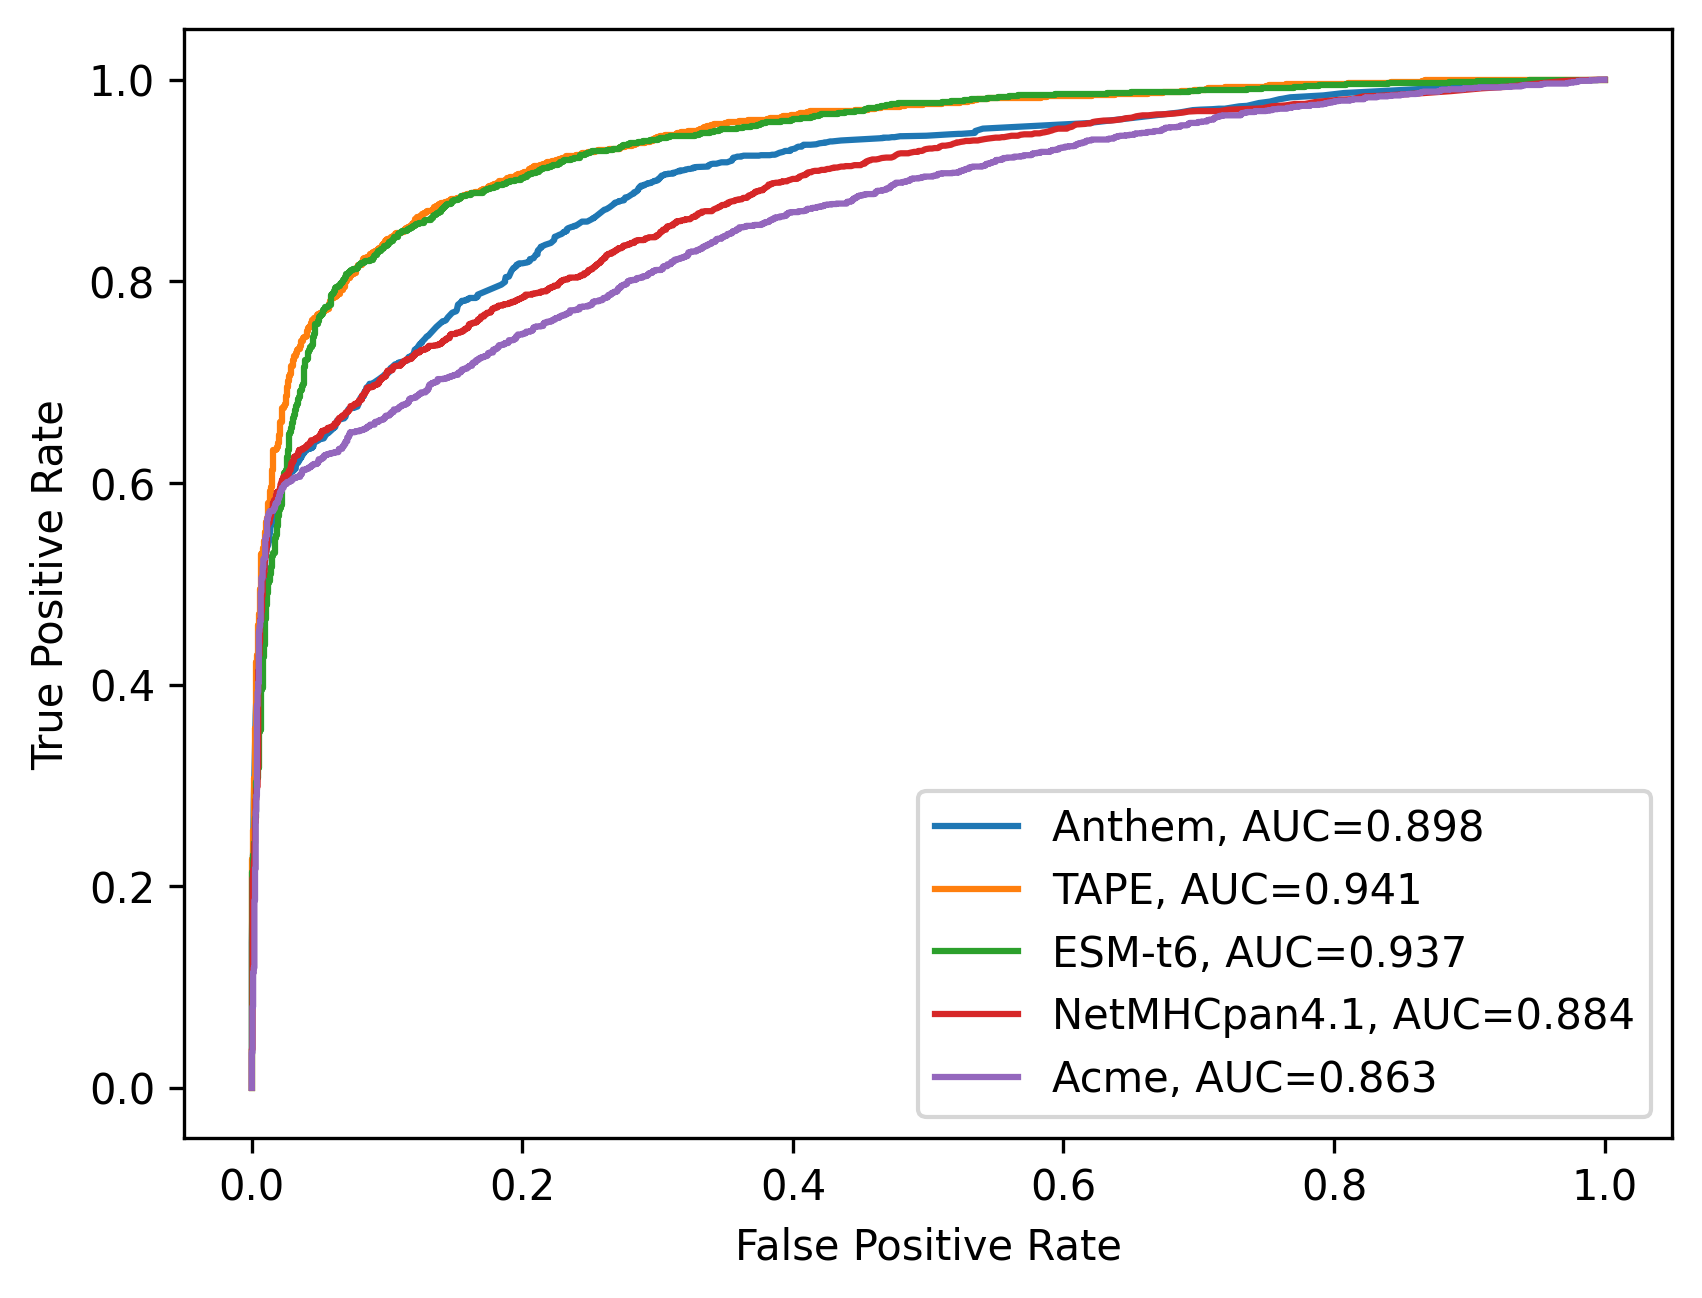 1.0
0.8
0.6
0.4
0.2
0.0
True Positive Rate
Anthem, AUC=0.898
TAPE, AUC=0.941
ESM-t6, AUC=0.937
NetMHCpan4.1, AUC=0.884
Acme, AUC=0.863
0.0 0.2 0.4 0.6 0.8 1.0
False Positive Rate